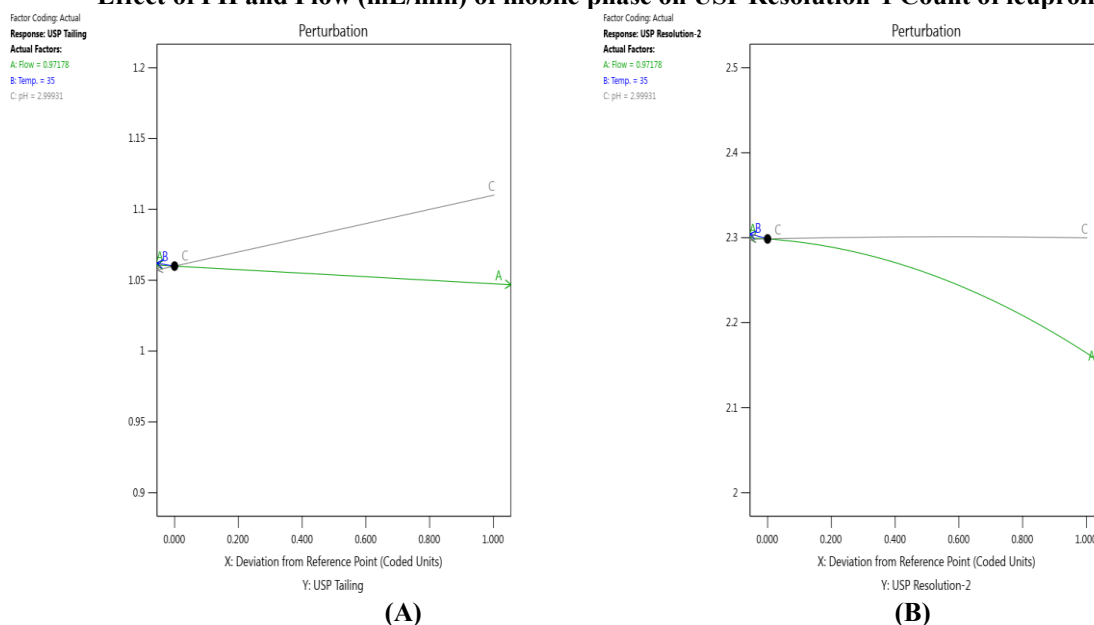 Effect of PH and Flow (mL/min) of mobile phase on USP Resolution-1 Count of
Factor Coding: Actual
Response: USP Tailing
Actual Factors:
A: Flow = 0.97178
B: Temp. = 35
C: pH = 2.99931
Perturbation
1.2
1.15
1.1
1.05
1
0.95
0.9
A
B
C
C
A
0.000
0.200
0.400
0.600
0.800
1.000
X: Deviation from Reference Point (Coded Units)
Y: USP Tailing
(A)
Factor Coding: Actual
Response: USP Resolution-2
Actual Factors:
A: Flow = 0.97178
B: Temp. = 35
C: pH = 2.99931
Perturbation
2.5
2.4
2.3
2.2
2.1
2
A
B
C
C
A
0.000
0.200
0.400
0.600
0.800
1.000
X: Deviation from Reference Point (Coded Units)
Y: USP Resolution-2
(B)